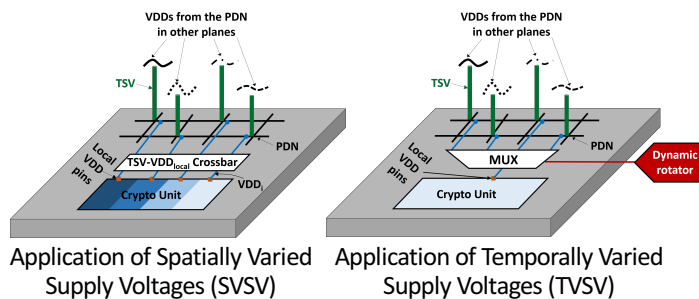 VDDs from the PDN
in other planes
TSV
PDN
Local
VDD
pins
TSV-VDDlocal Crossbar
Crypto Unit
VDDi
Application of Spatially Varied
Supply Voltages (SVSV)
VDDs from the PDN
in other planes
TSV
PDN
Local
VDD
pins
MUX
Dynamic
rotator
Crypto Unit
Application of Temporally Varied
Supply Voltages (TVSV)